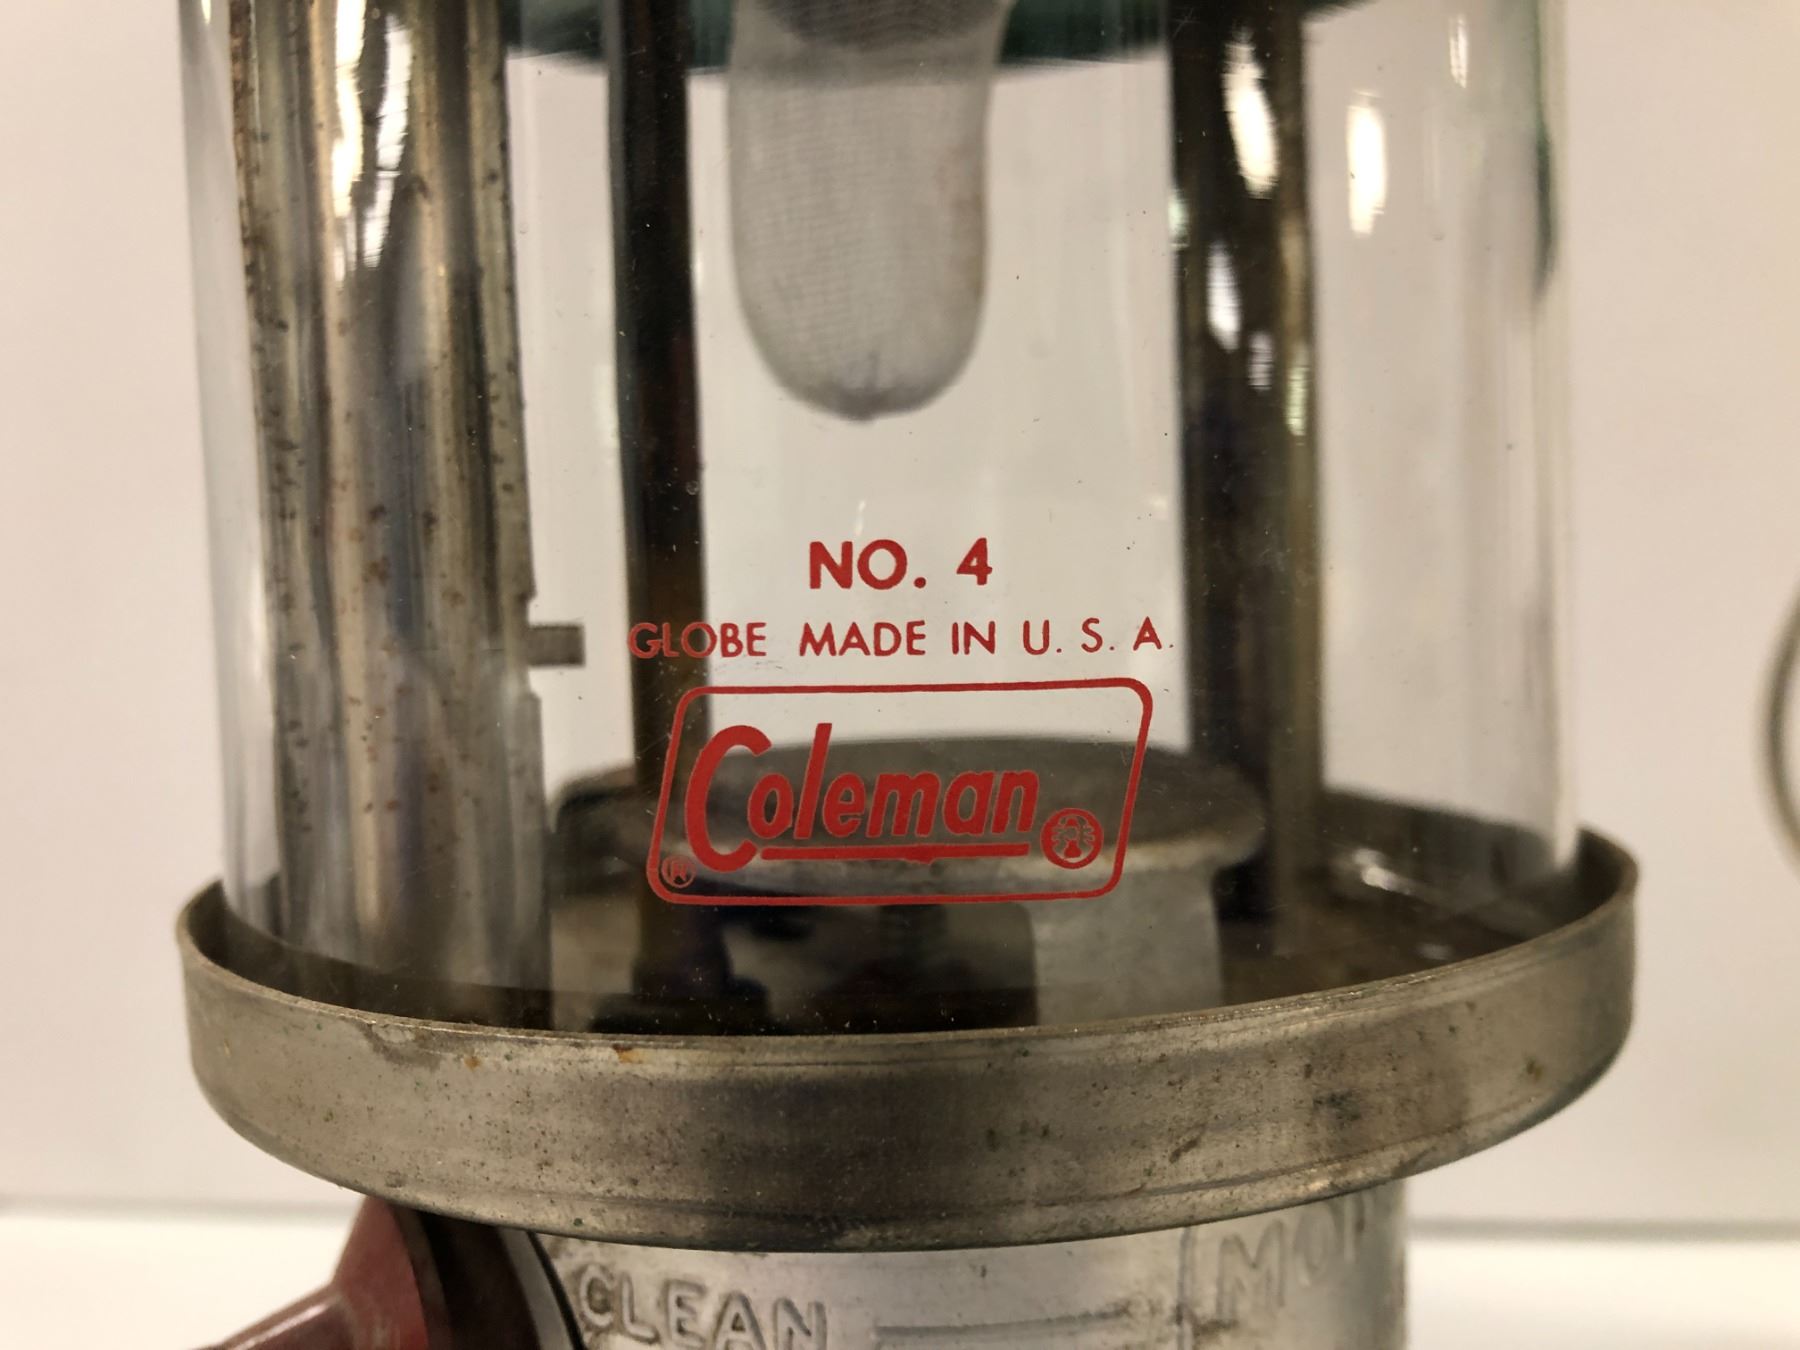 NO. 4
GLOBE MADE IN U. S. A.
Coleman
®
CLEAN